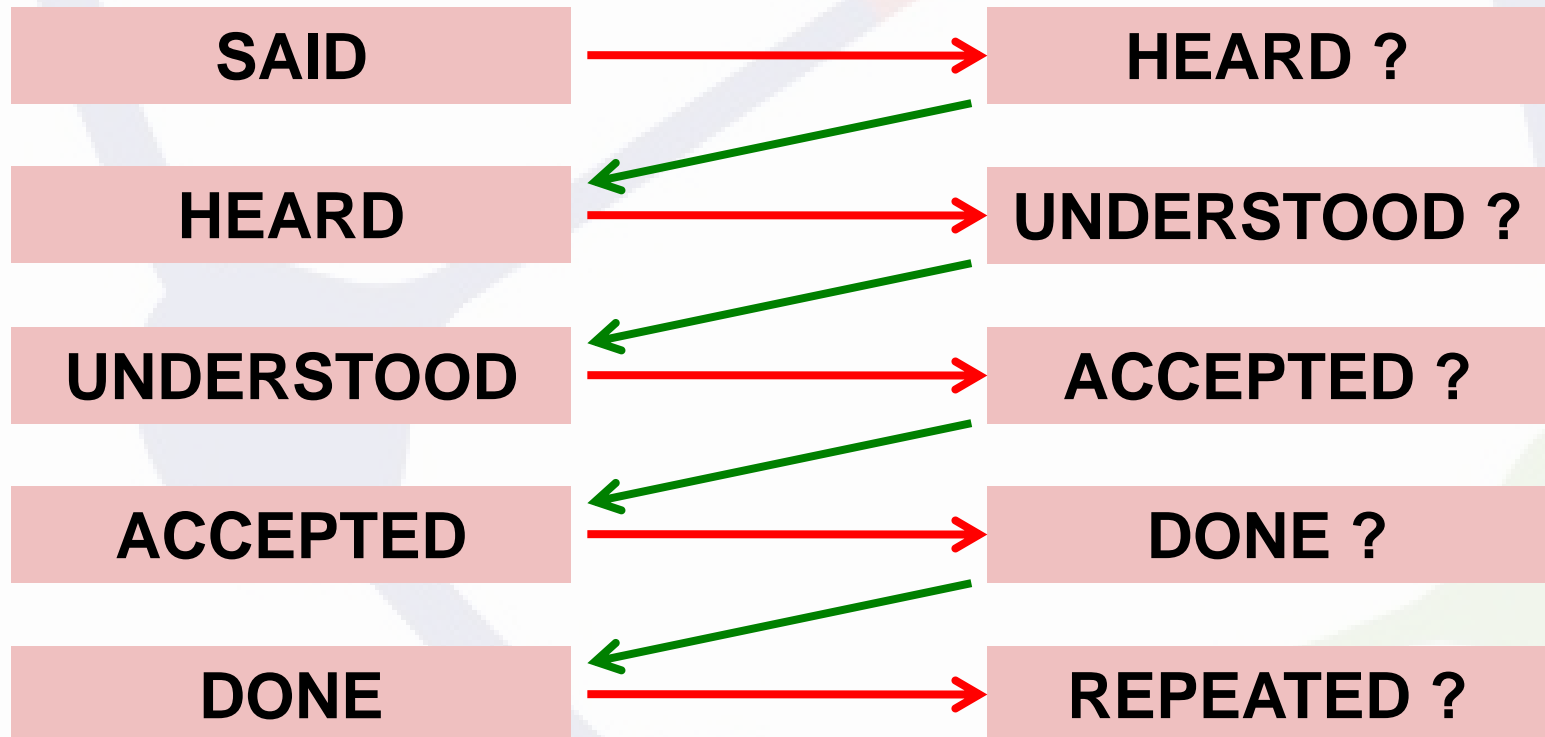 SAID
HEARD ?
HEARD
UNDERSTOOD ?
UNDERSTOOD
ACCEPTED ?
ACCEPTED
DONE ?
DONE
REPEATED ?